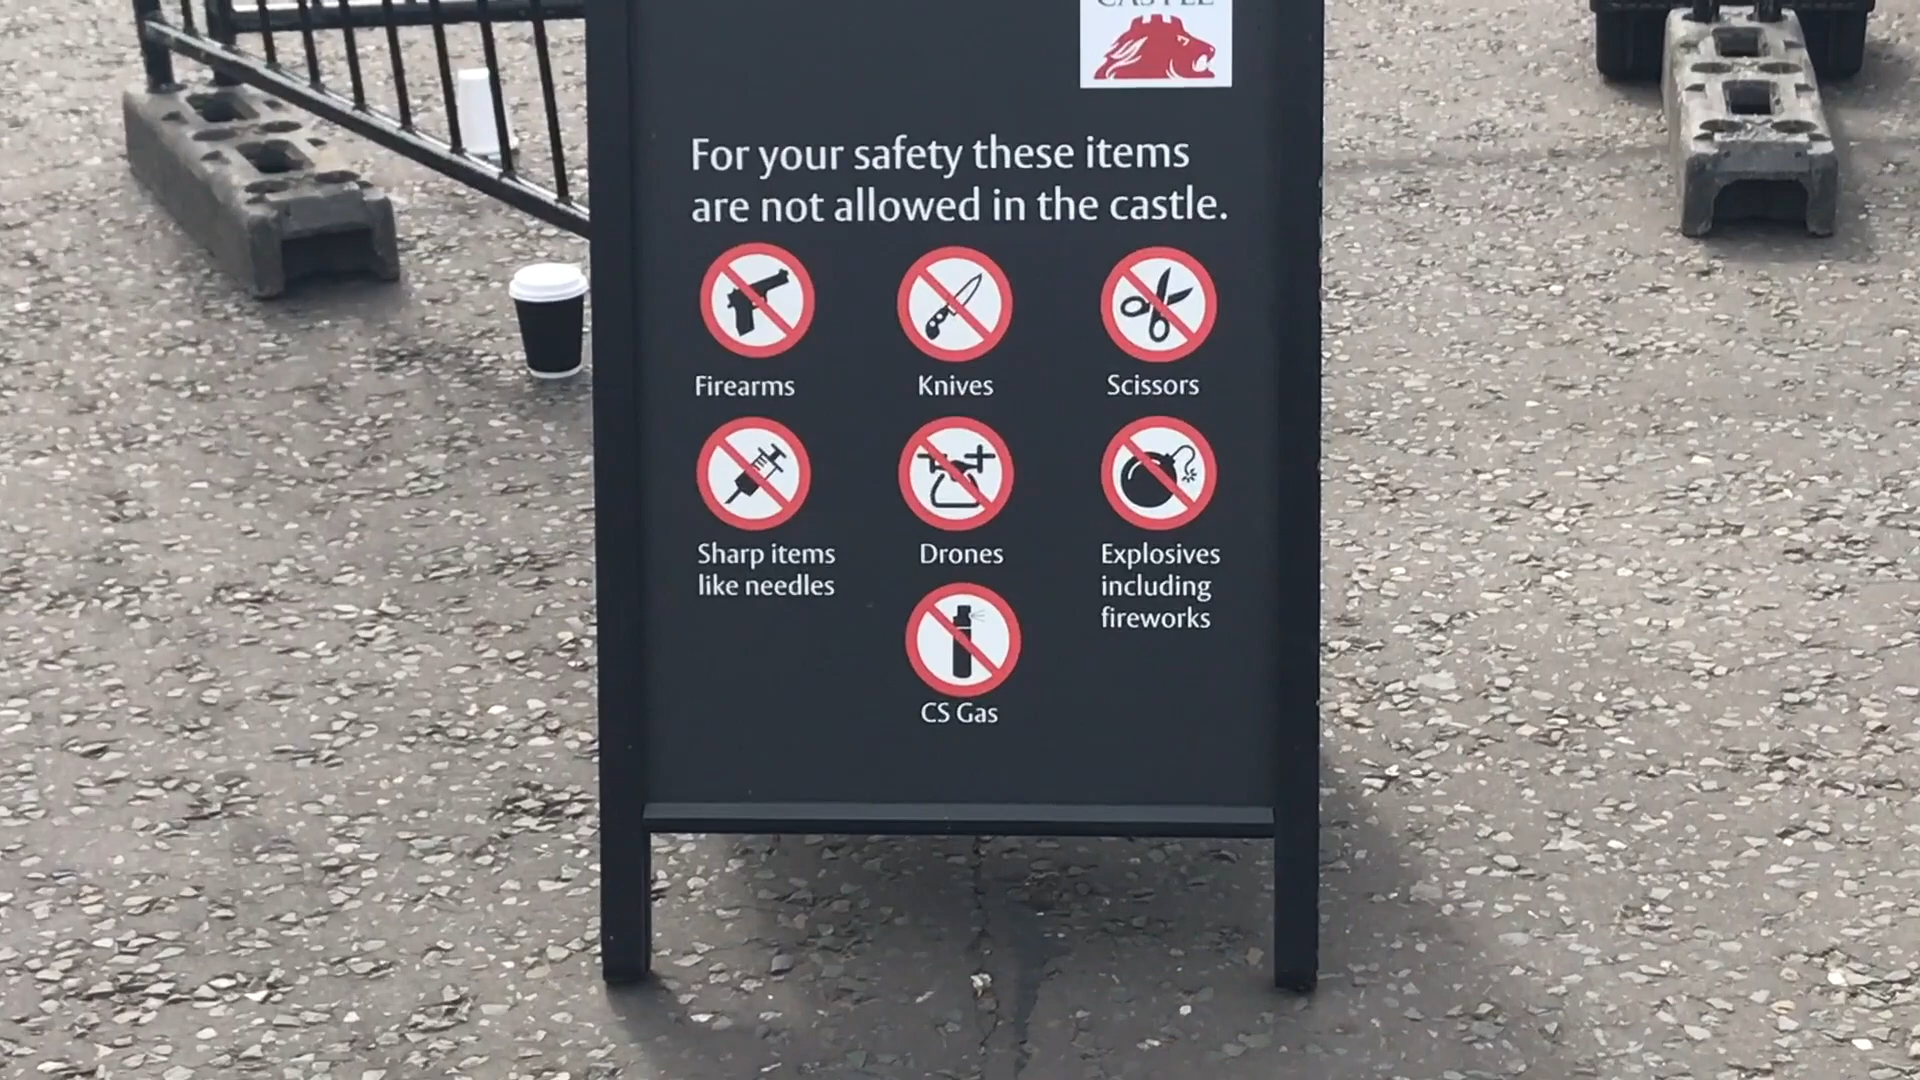 CASTLE
For your safety these items
are not allowed in the castle.
Firearms
Knives
Scissors
Sharp items
like needles
Drones
Explosives
including
fireworks
CS Gas